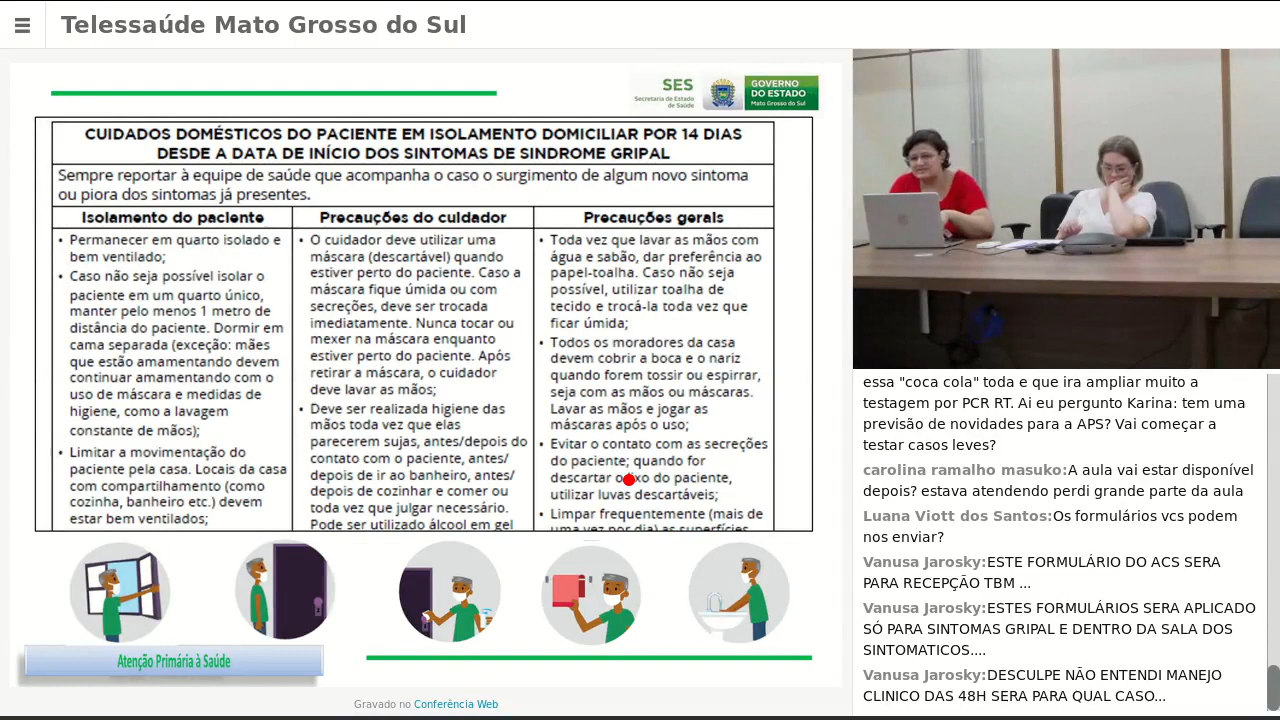 Telessaúde Mato Grosso do Sul
SES
Secretaria de Estado
de Saúde
GOVERNO
DO ESTADO
Mato Grosso do Sul
CUIDADOS DOMÉSTICOS DO PACIENTE EM ISOLAMENTO DOMICILIAR POR 14 DIAS
DESDE A DATA DE INÍCIO DOS SINTOMAS DE SINDROME GRIPAL
Sempre reportar à equipe de saúde que acompanha o caso o surgimento de algum novo sintoma
ou piora dos sintomas já presentes.
Isolamento do paciente
• Permanecer em quarto isolado e
bem ventilado;
• Caso não seja possível isolar o
paciente em um quarto único,
manter pelo menos 1 metro de
distância do paciente. Dormir em
cama separada (exceção: mães
que estão amamentando devem
continuar amamentando com o
uso de máscara e medidas de
higiene, como a lavagem
constante de mãos);
• Limitar a movimentação do
paciente pela casa. Locais da casa
com compartilhamento (como
cozinha, banheiro etc.) devem
estar bem ventilados;
Precauções do cuidador
• O cuidador deve utilizar uma
máscara (descartável) quando
estiver perto do paciente. Caso a
máscara fique úmida ou com
secreções, deve ser trocada
imediatamente. Nunca tocar ou
mexer na máscara enquanto
estiver perto do paciente. Após
retirar a máscara, o cuidador
deve lavar as mãos;
• Deve ser realizada higiene das
mãos toda vez que elas
parecerem sujas, antes/depois do
contato com o paciente, antes/
depois de ir ao banheiro, antes/
depois de cozinhar e comer ou
toda vez que julgar necessário.
Pode ser utilizado álcool em gel
Precauções gerais
• Toda vez que lavar as mãos com
água e sabão, dar preferência ao
papel-toalha. Caso não seja
possível, utilizar toalha de
tecido e trocá-la toda vez que
ficar úmida;
• Todos os moradores da casa
devem cobrir a boca e o nariz
quando forem tossir ou espirrar,
seja com as mãos ou máscaras.
Lavar as mãos e jogar as
máscaras após o uso;
• Evitar o contato com as secreções
do paciente; quando for
descartar o lixo do paciente,
utilizar luvas descartáveis;
• Limpar frequentemente (mais de
uma vez por dia) as superfícies
Atenção Primária à Saúde
Gravado no Conferência Web
essa "coca cola" toda e que ira ampliar muito a
testagem por PCR RT. Ai eu pergunto Karina: tem uma
previsão de novidades para a APS? Vai começar a
testar casos leves?
carolina ramalho masuko:A aula vai estar disponível
depois? estava atendendo perdi grande parte da aula
Luana Viott dos Santos:Os formulários vcs podem
nos enviar?
Vanusa Jarosky:ESTE FORMULÁRIO DO ACS SERA
PARA RECEPÇÃO TBM ...
Vanusa Jarosky:ESTES FORMULÁRIOS SERA APLICADO
SÓ PARA SINTOMAS GRIPAL E DENTRO DA SALA DOS
SINTOMATICOS....
Vanusa Jarosky:DESCULPE NÃO ENTENDI MANEJO
CLINICO DAS 48H SERA PARA QUAL CASO...